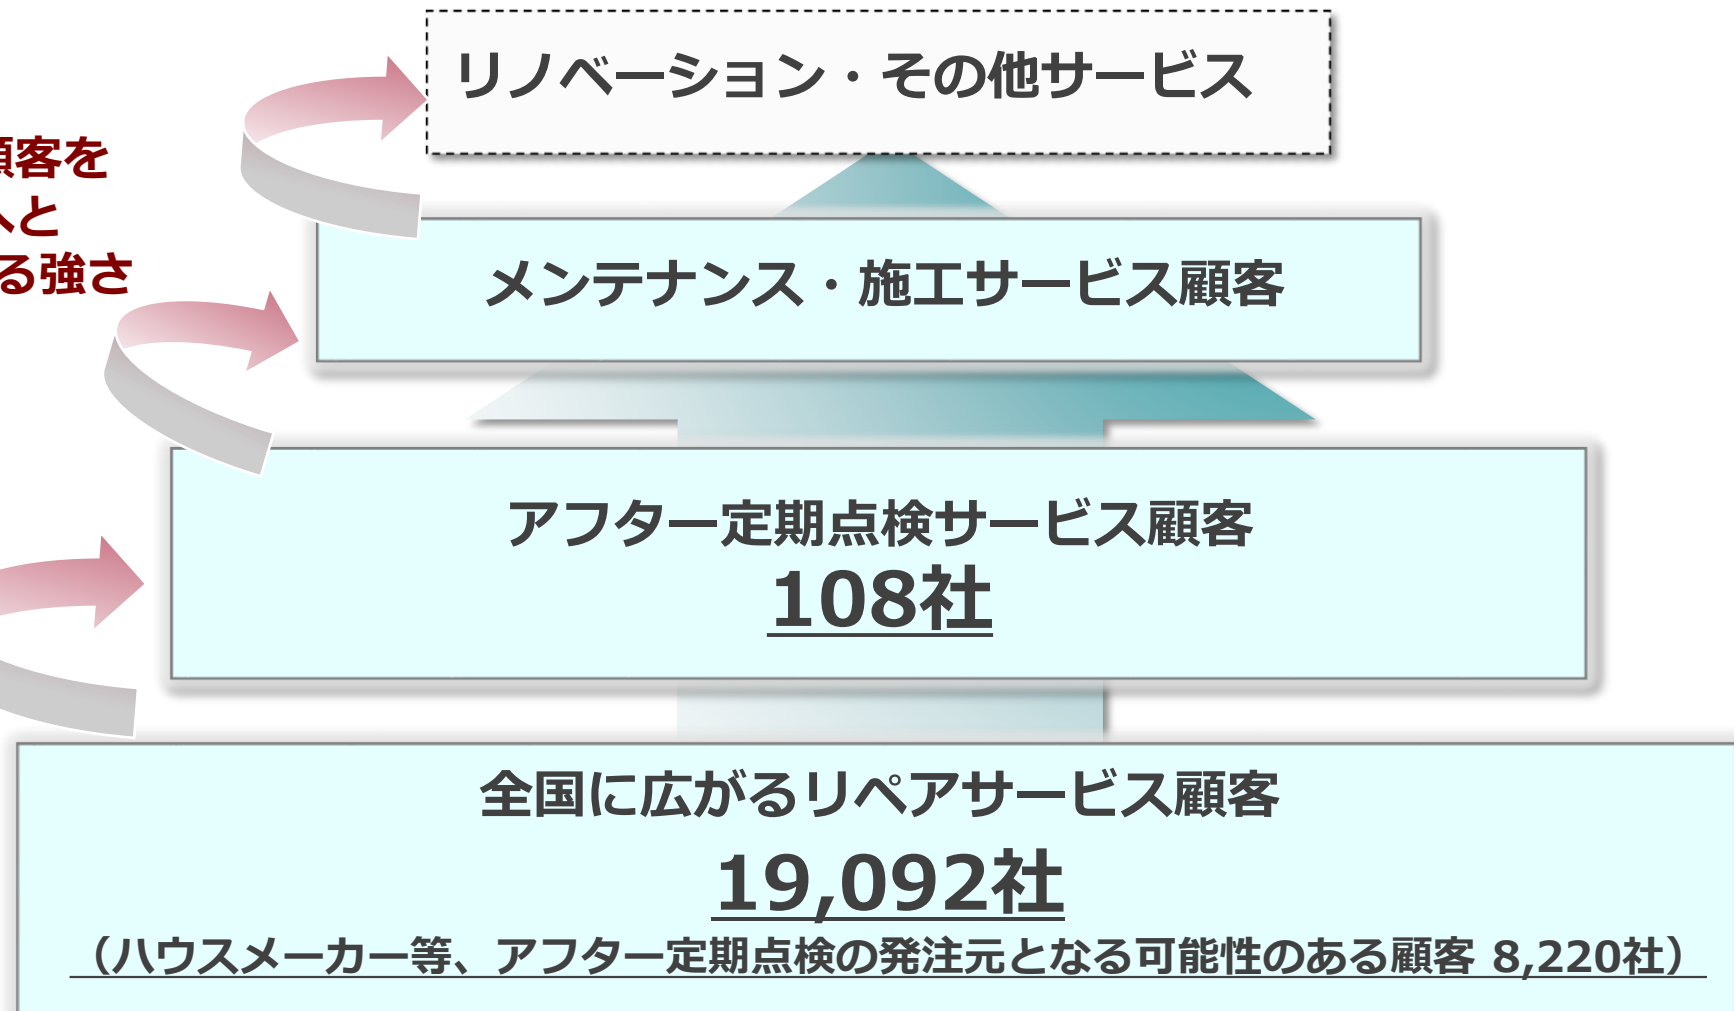 リノベーション・その他サービス
顧客を
へと
る強さ
メンテナンス・施工サービス顧客
アフター定期点検サービス顧客
108社
全国に広がるリペアサービス顧客
19,092社
（ハウスメーカー等、アフター定期点検の発注元となる可能性のある顧客 8,220社）